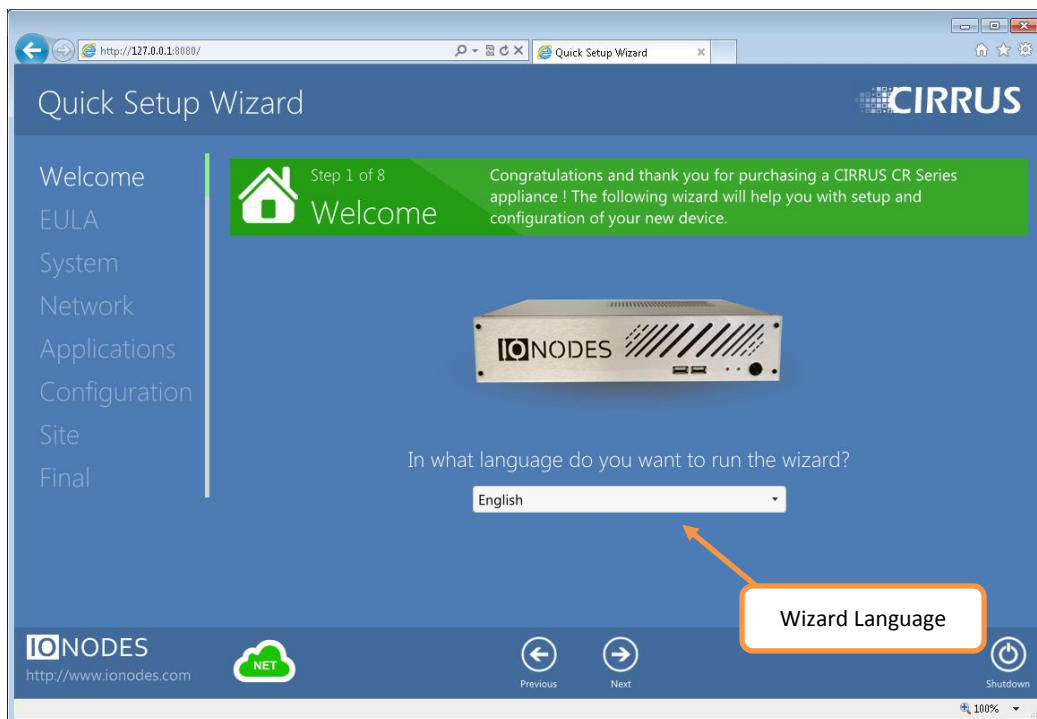 http://127.0.0.1:8080/
Quick Setup Wizard
Quick Setup Wizard
CIRRUS
Welcome
EULA
System
Network
Applications
Configuration
Site
Final
Step 1 of 8
Welcome
Congratulations and thank you for purchasing a CIRRUS CR Series
appliance ! The following wizard will help you with setup and
configuration of your new device.
IONODES
In what language do you want to run the wizard?
English
Wizard Language
IONODES
http://www.ionodes.com
NET
Previous
Next
Shutdown
100%